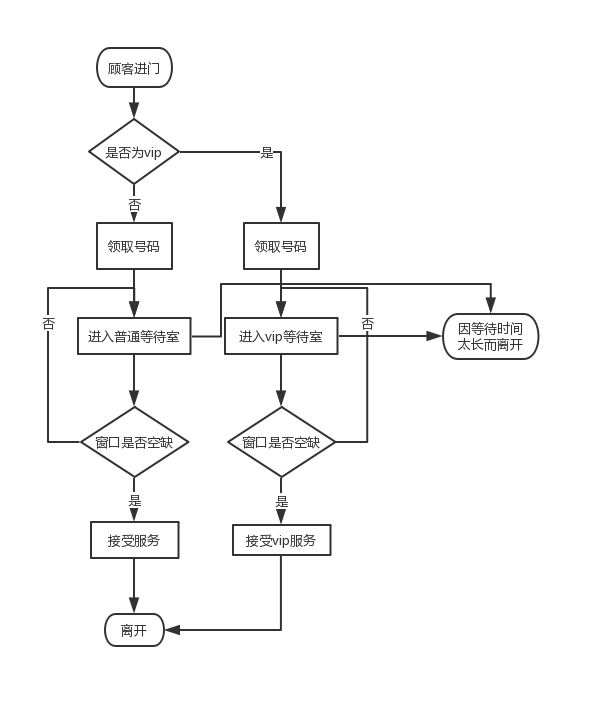 顾客进门
是否为vip
是
否
领取号码
领取号码
否
进入普通等待室
进入vip等待室
否
因等待时间
太长而离开
窗口是否空缺
窗口是否空缺
是
是
接受服务
接受vip服务
离开